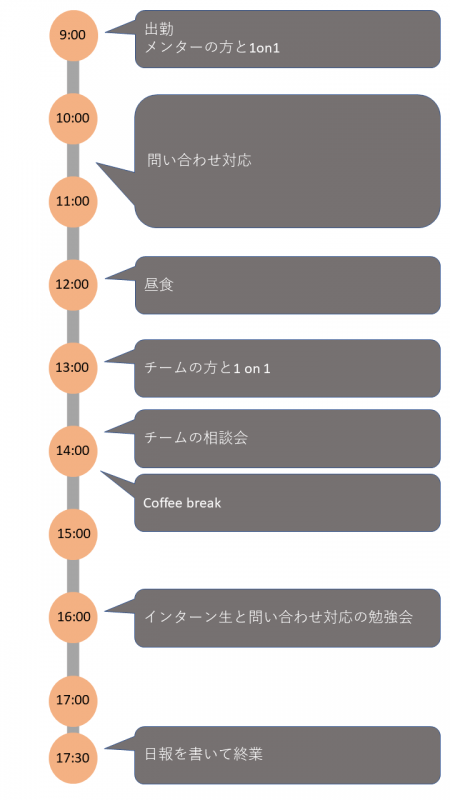 9:00
出勤
メンターの方と1on1
10:00
問い合わせ対応
11:00
12:00
昼食
13:00
チームの方と1 on 1
チームの相談会
14:00
Coffee break
15:00
16:00
インターン生と問い合わせ対応の勉強会
17:00
17:30
日報を書いて終業